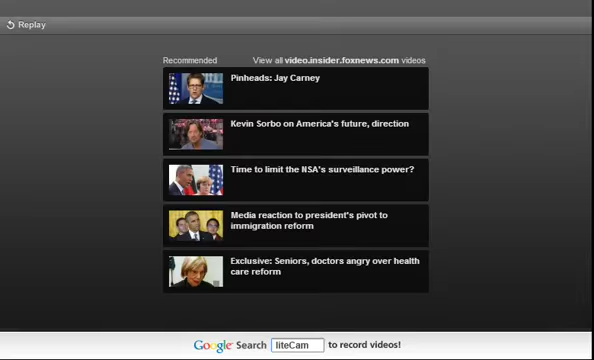 Replay
Recommended View all video.insider.foxnews.com videos
Pinheads: Jay Carney
Kevin Sorbo on America's future, direction
Time to limit the NSA's surveillance power?
Media reaction to president's pivot to
immigration reform
Exclusive: Seniors, doctors angry over health
care reform
Google Search liteCam to record videos!